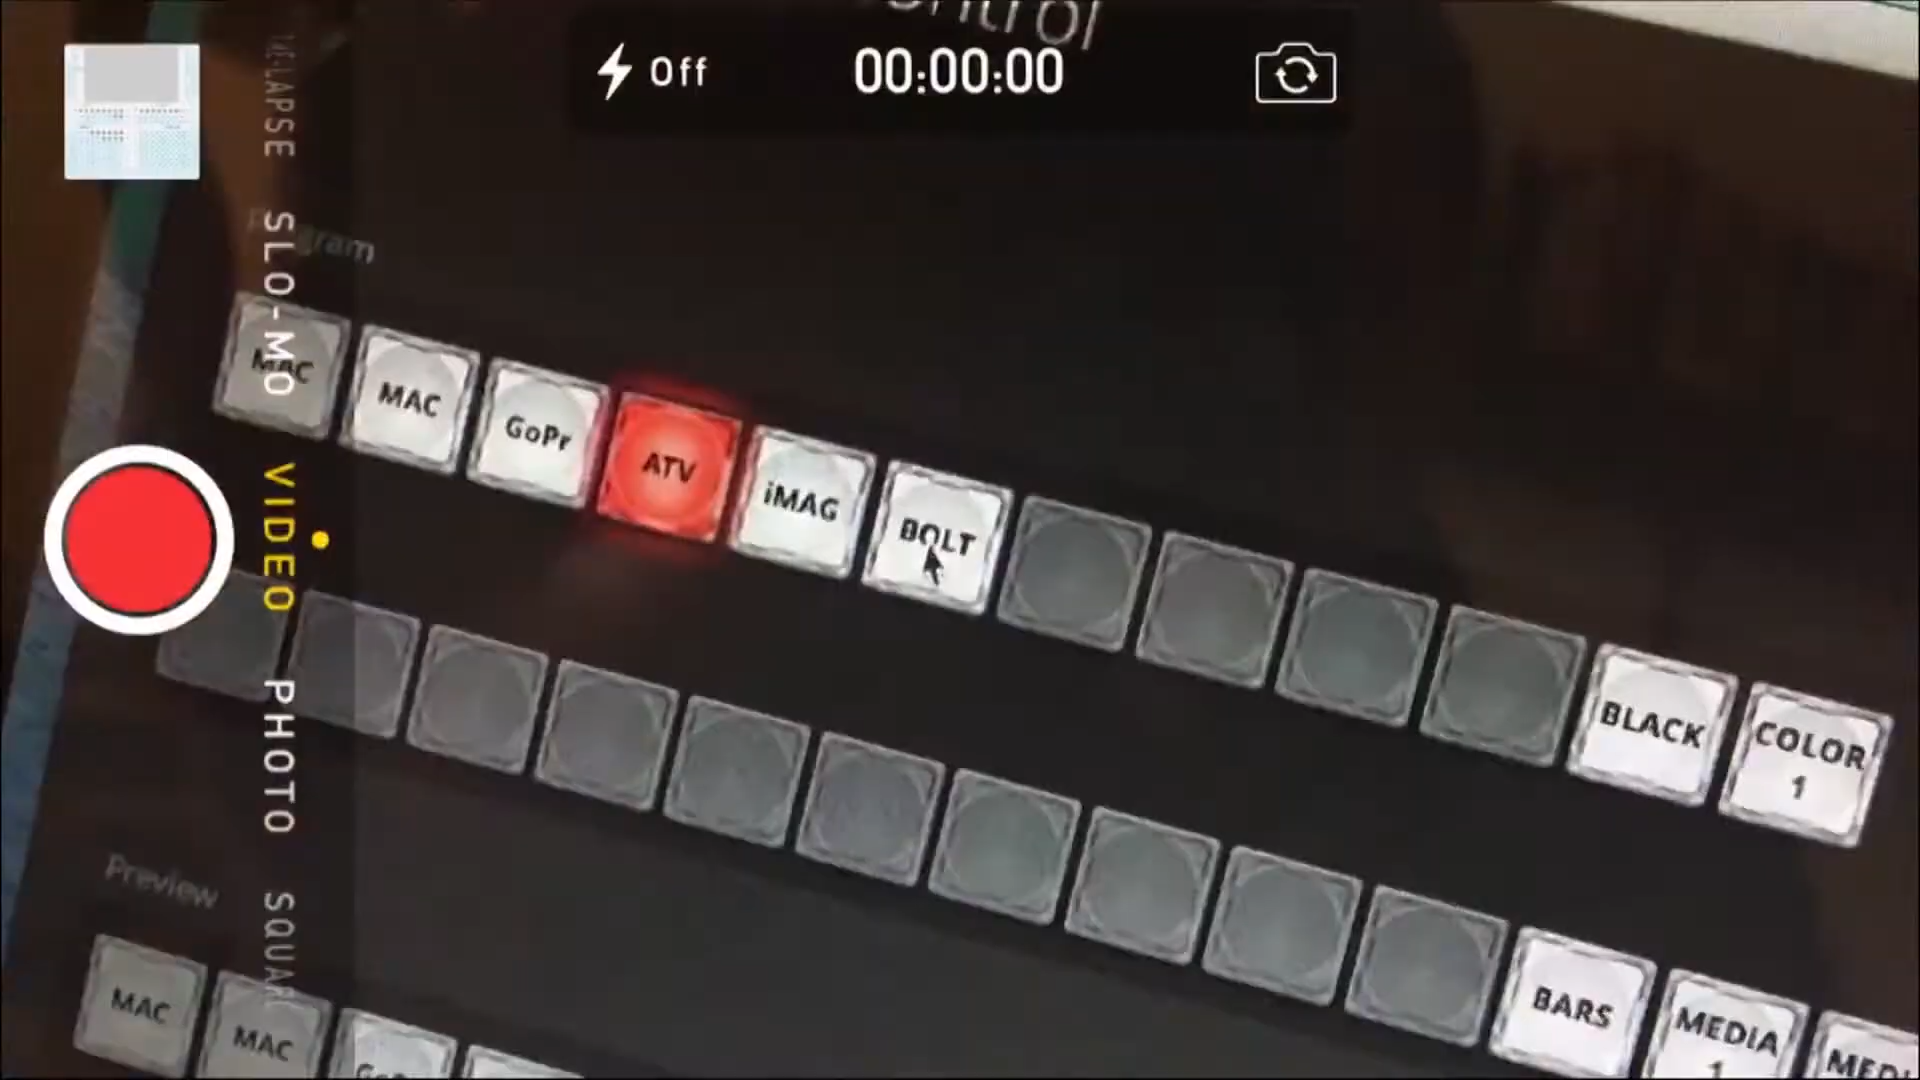 Off
00:00:00
SLO-MO
VIDEO
PHOTO
MAC
MAC
GoPr
ATV
iMAG
BOLT
BLACK
COLOR
1
Preview
BARS
MEDIA
1
MAC
MAC